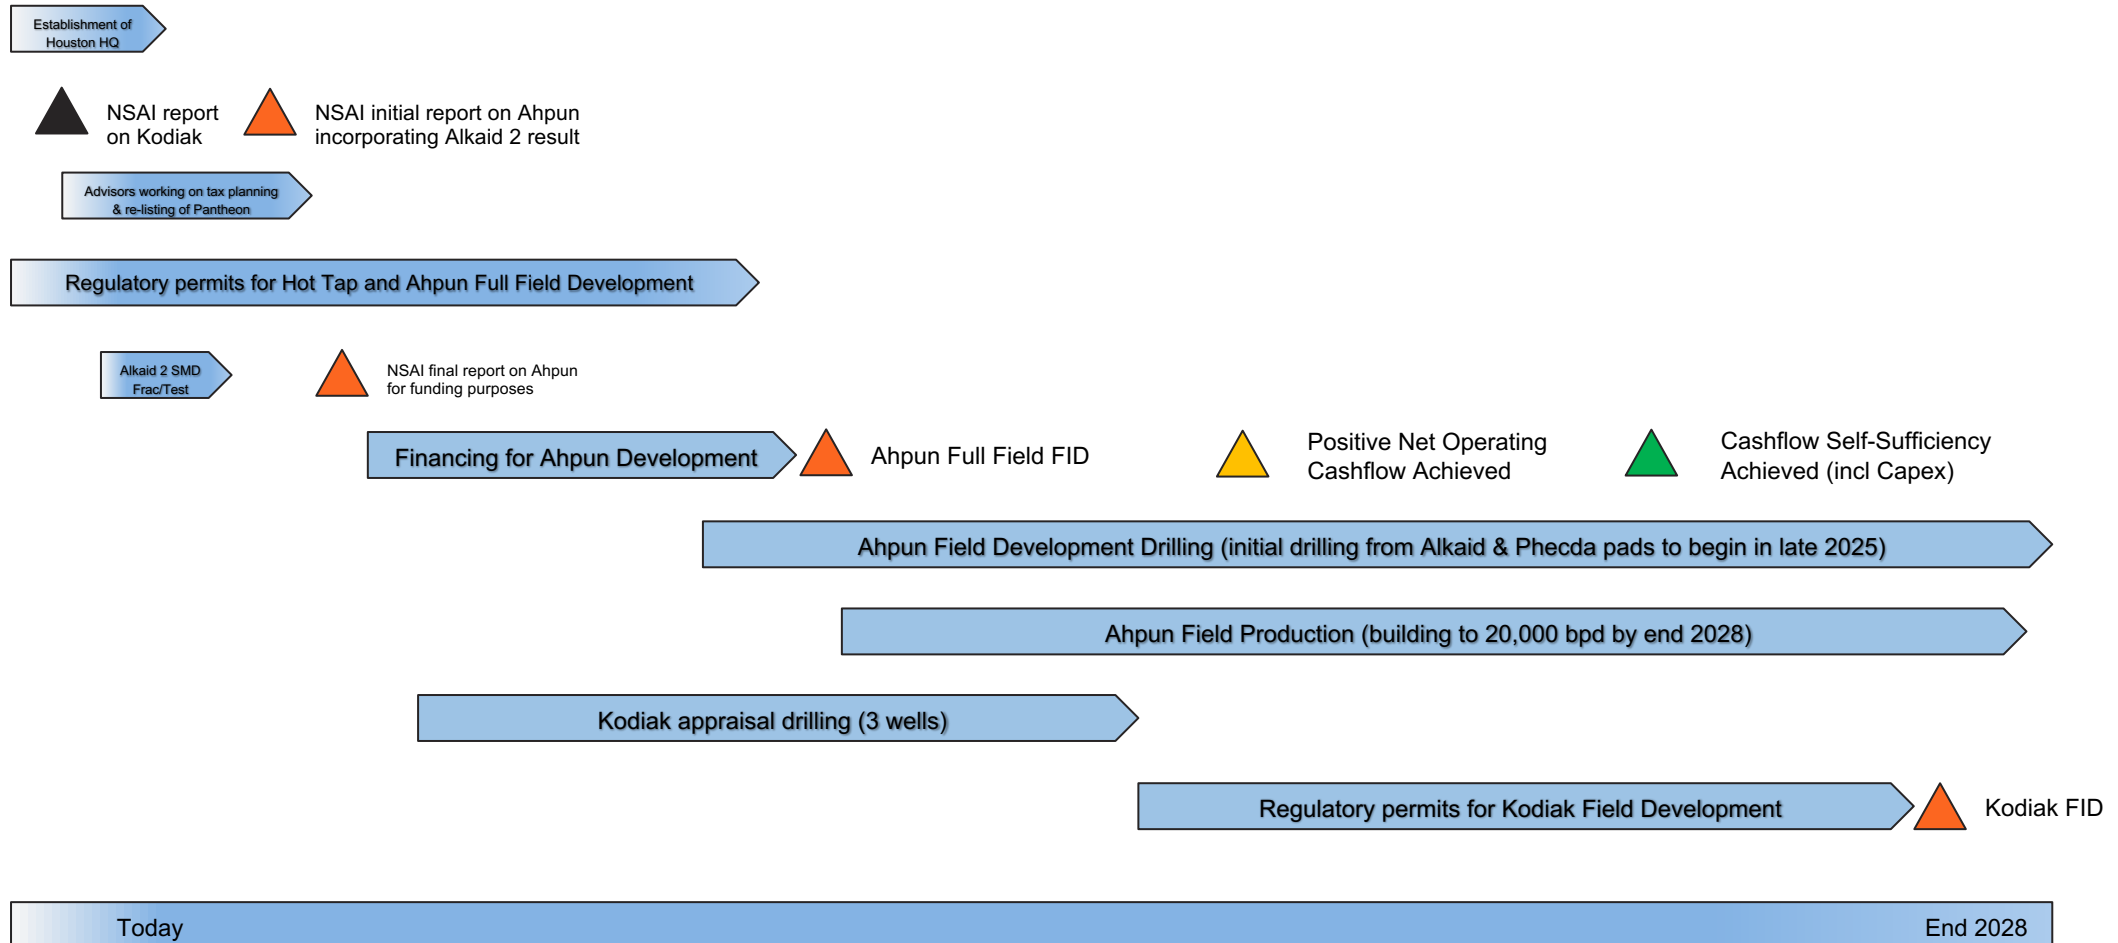 Establishment of
Houston HQ
NSAI report
on Kodiak
NSAI initial report on Ahpun
incorporating Alkaid 2 result
Advisors working on tax planning
& re-listing of Pantheon
Regulatory permits for Hot Tap and Ahpun Full Field Development
Alkaid 2 SMD
Frac/Test
NSAI final report on Ahpun
for funding purposes
Financing for Ahpun Development
Ahpun Full Field FID
Positive Net Operating
Cashflow Achieved
Cashflow Self-Sufficiency
Achieved (incl Capex)
Ahpun Field Development Drilling (initial drilling from Alkaid & Phecda pads to begin in late 2025)
Ahpun Field Production (building to 20,000 bpd by end 2028)
Kodiak appraisal drilling (3 wells)
Regulatory permits for Kodiak Field Development
Kodiak FID
Today
End 2028